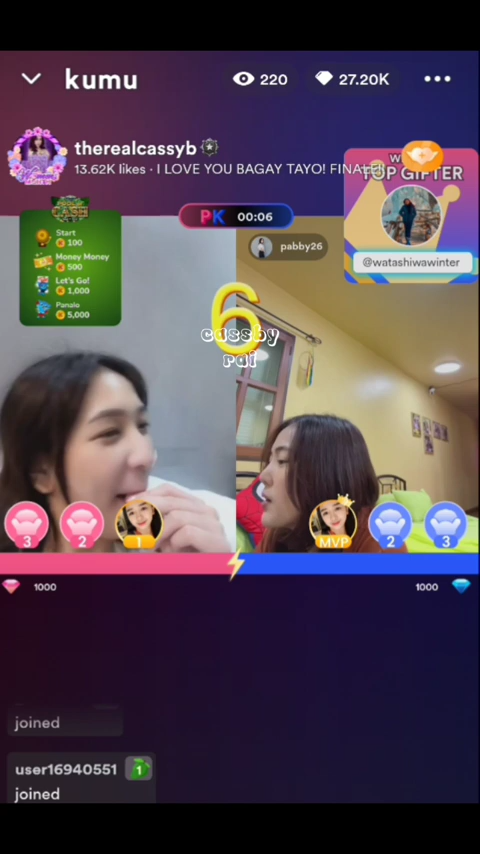 kumu
220
27.20K
therealcassyb
13.62K likes · I LOVE YOU BAGAY TAYO! FINALE!!
TOP GIFTER
@watashiwawinter
PK 00:06
pabby26
Start
100
Money Money
500
Let's Go!
1,000
Panalo
5,000
6
cassby
rai
3
2
1
MVP
2
3
1000
1000
joined
user16940551 1
joined